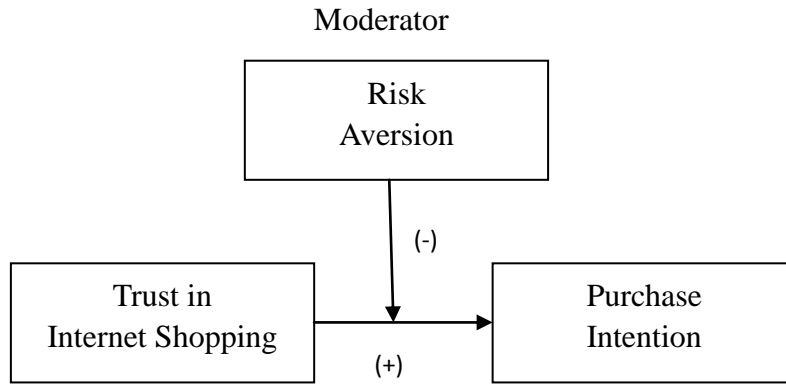 Moderator
Risk
Aversion
(-)
Trust in
Internet Shopping
Purchase
Intention
(+)